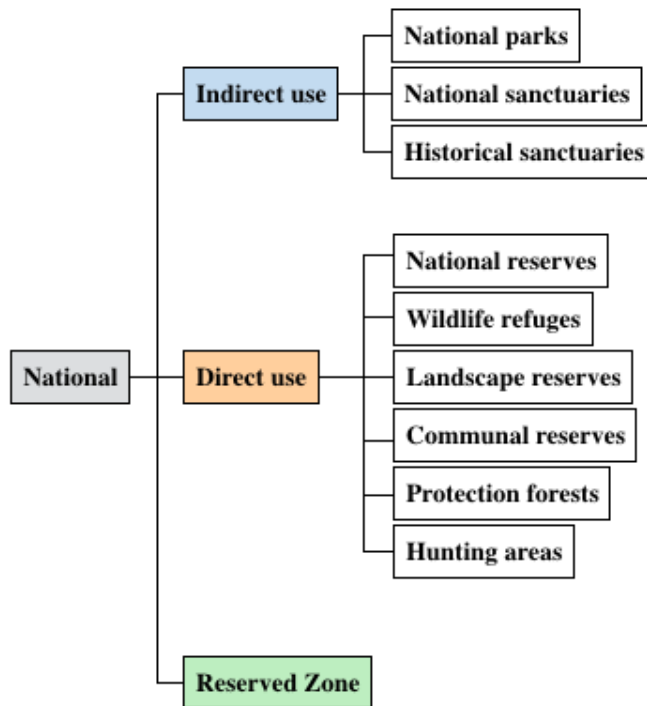 National
Indirect use
National parks
National sanctuaries
Historical sanctuaries
Direct use
National reserves
Wildlife refuges
Landscape reserves
Communal reserves
Protection forests
Hunting areas
Reserved Zone